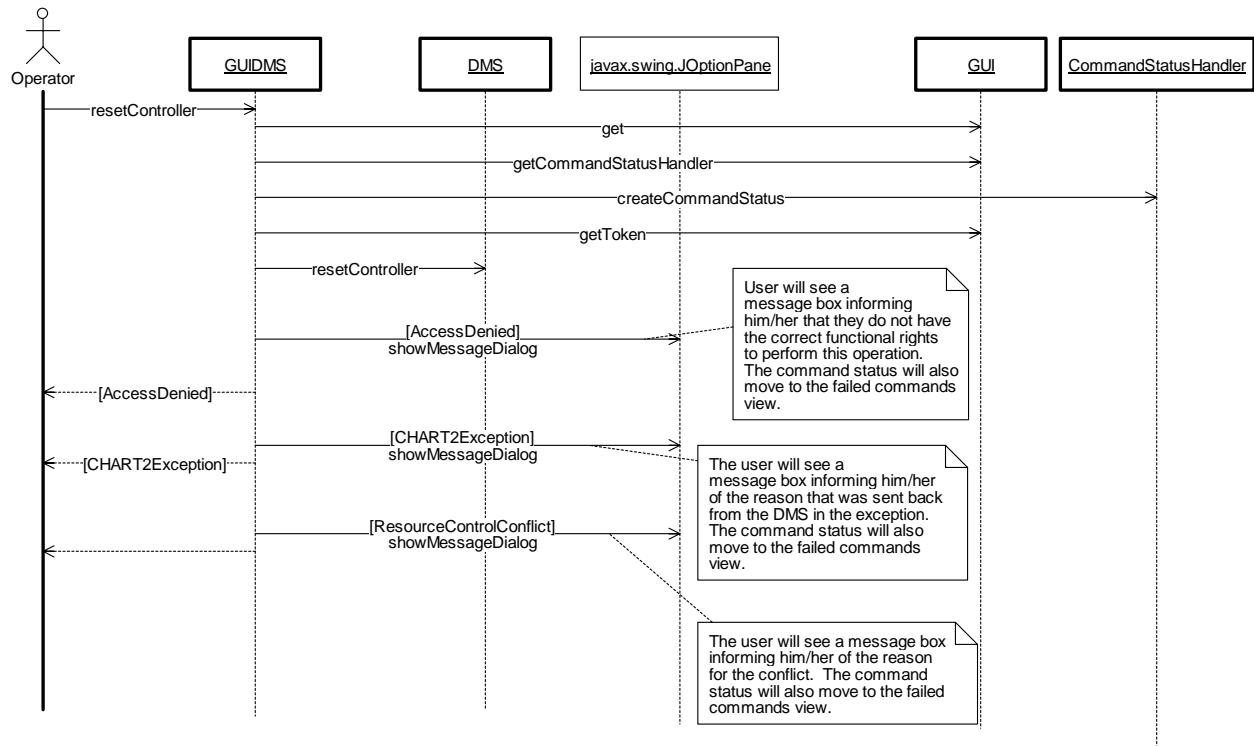 Operator
GUIDMS
DMS
javax.swing.JOptionPane
GUI
CommandStatusHandler
resetController
get
getCommandStatusHandler
createCommandStatus
getToken
resetController
User will see a
message box informing
him/her that they do not have
the correct functional rights
to perform this operation.
The command status will also
move to the failed commands
view.
[AccessDenied]
showMessageDialog
[AccessDenied]
[CHART2Exception]
showMessageDialog
[CHART2Exception]
The user will see a
message box informing him/her
of the reason that was sent back
from the DMS in the exception.
The command status will also
move to the failed commands
view.
[ResourceControlConflict]
showMessageDialog
The user will see a message box
informing him/her of the reason
for the conflict.  The command
status will also move to the failed
commands view.